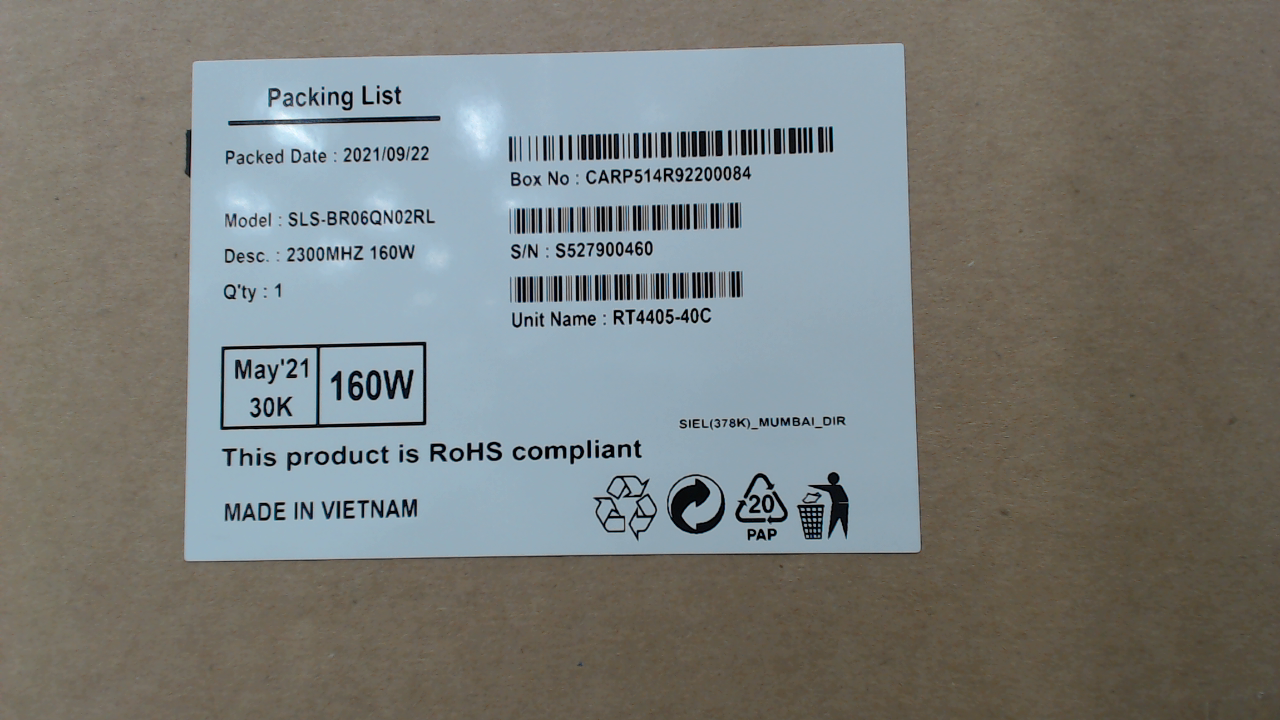 Packing List
Packed Date : 2021/09/22
Box No : CARP514R92200084
Model : SLS-BR06QN02RL
S/N : S527900460
Desc. : 2300MHZ 160W
Q'ty : 1
Unit Name : RT4405-40C
May'21
30K
160W
SIEL(378K)_MUMBAI_DIR
This product is RoHS compliant
MADE IN VIETNAM
20
PAP